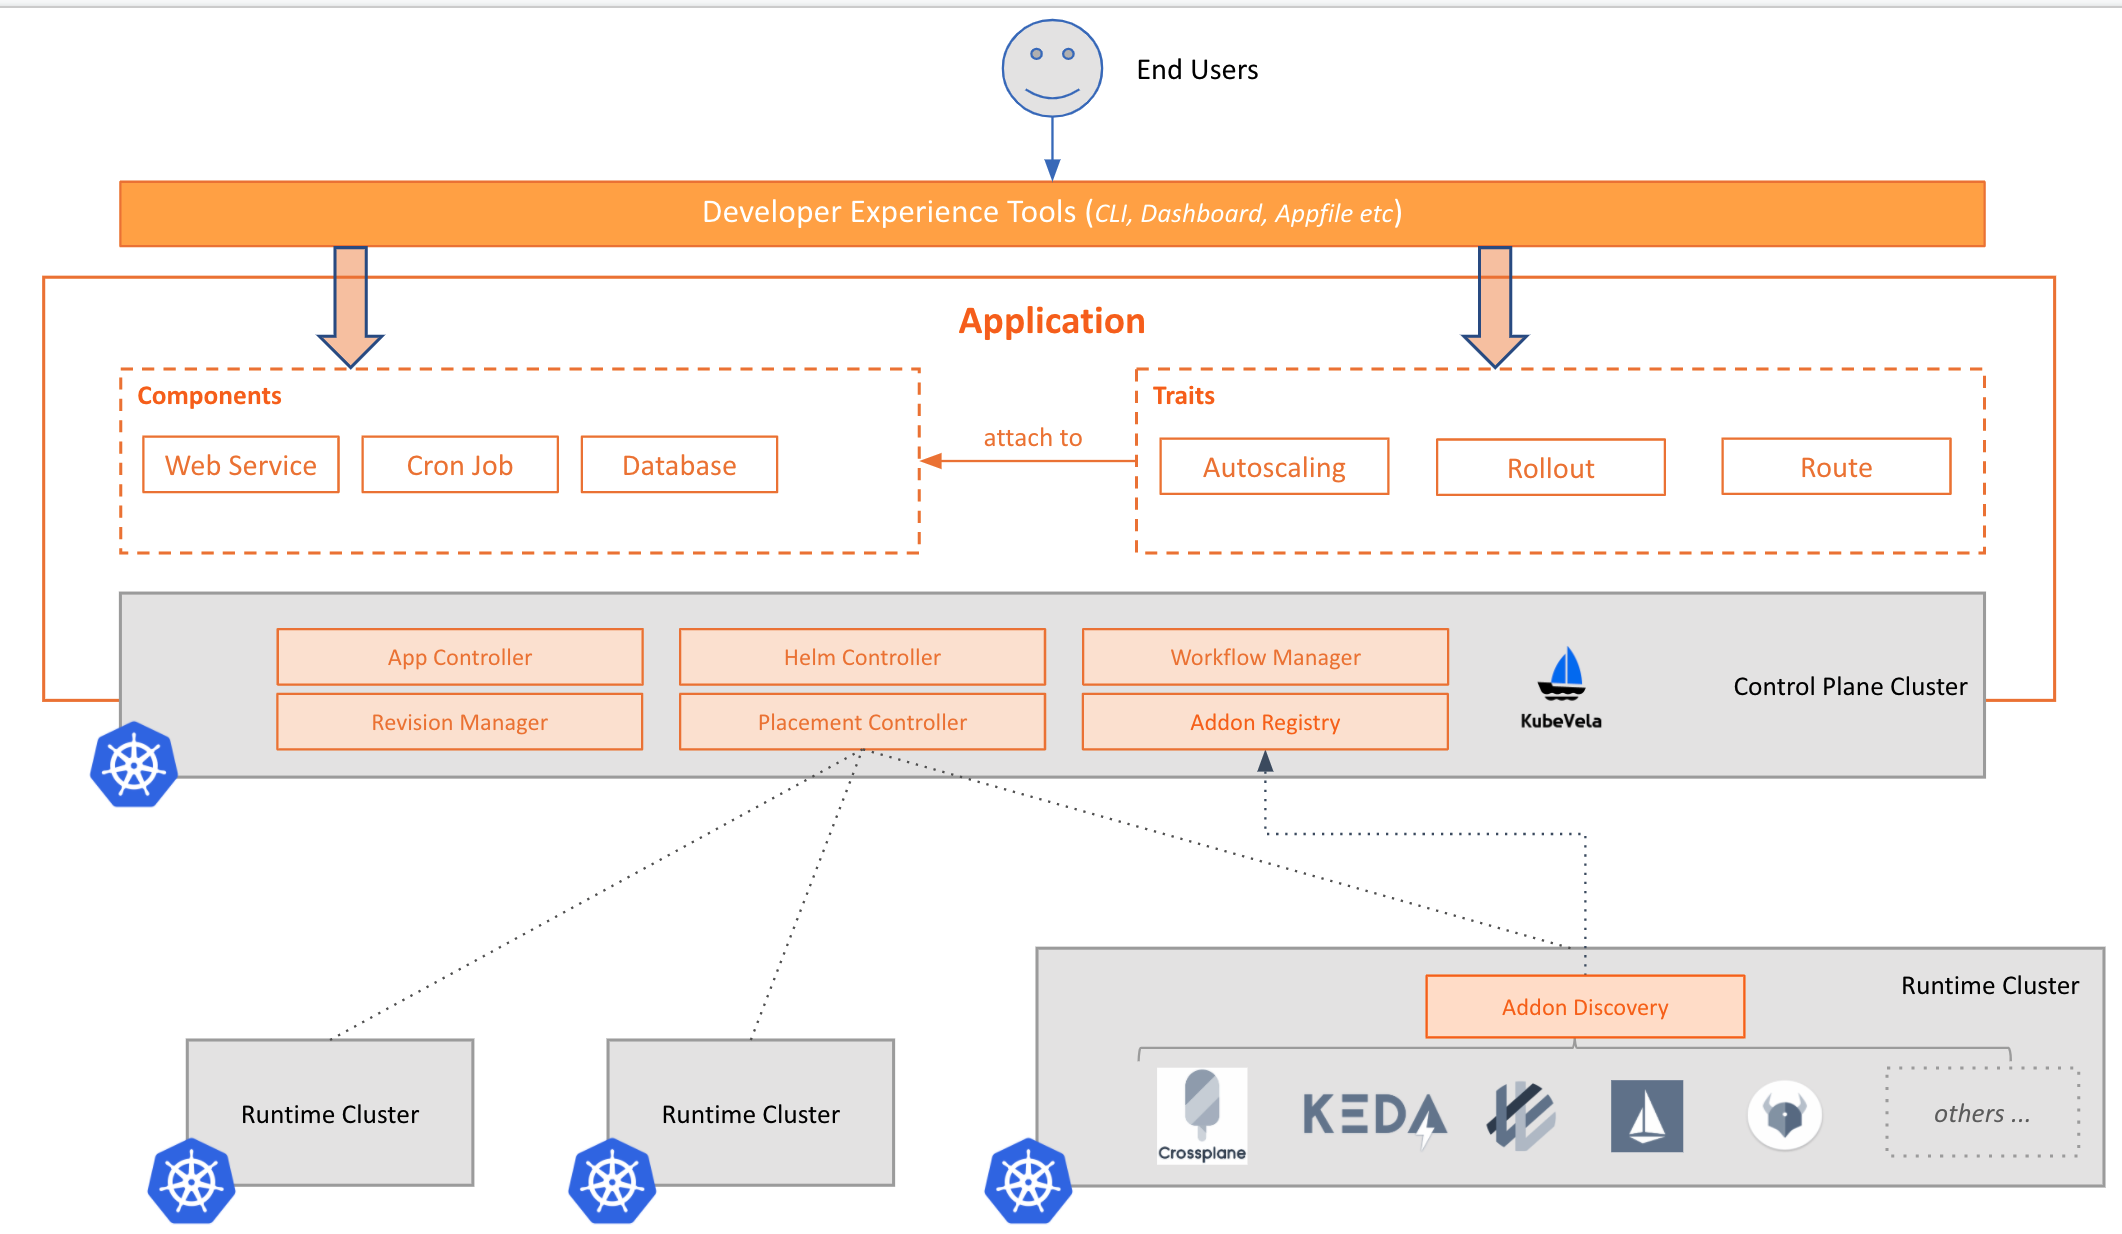 End Users
Developer Experience Tools (CLI, Dashboard, Appfile etc)
Application
Components
Web Service
Cron Job
Database
attach to
Traits
Autoscaling
Rollout
Route
App Controller
Helm Controller
Workflow Manager
Revision Manager
Placement Controller
Addon Registry
KubeVela
Control Plane Cluster
Runtime Cluster
Runtime Cluster
Runtime Cluster
Addon Discovery
Crossplane
KEDA
others ...